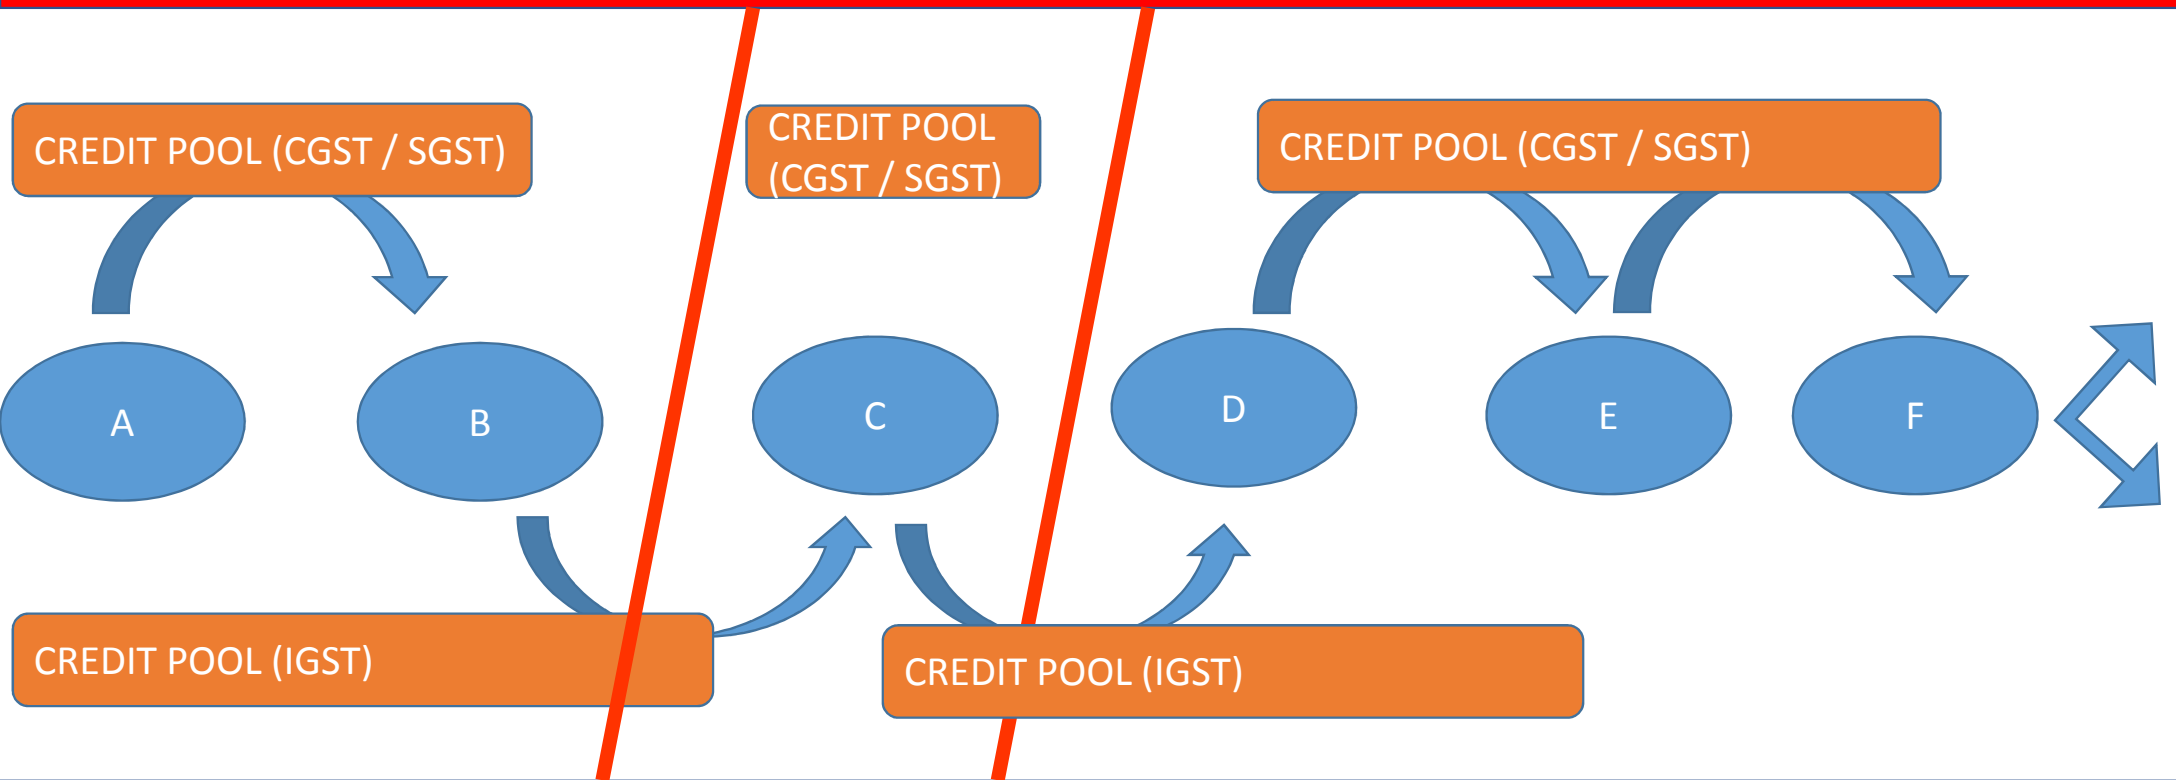 CREDIT POOL (CGST / SGST)
CREDIT POOL
(CGST / SGST)
CREDIT POOL (CGST / SGST)
A
B
C
D
E
F
CREDIT POOL (IGST)
CREDIT POOL (IGST)